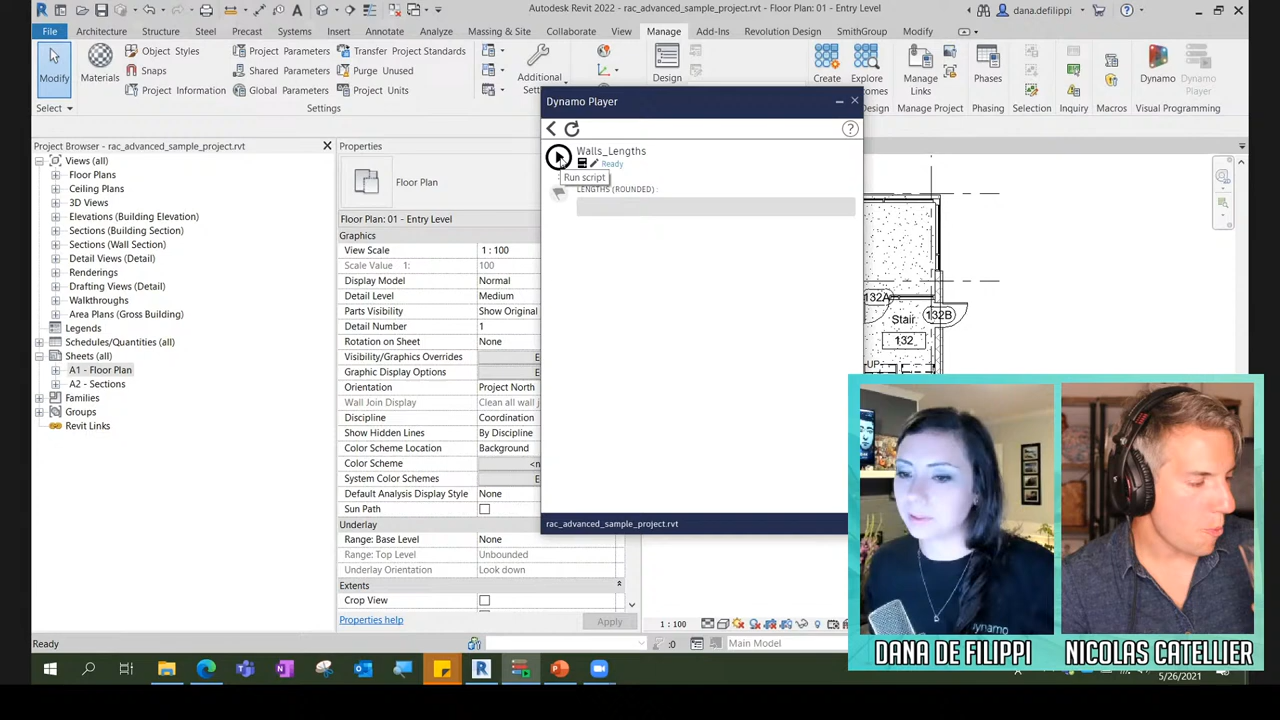 Autodesk Revit 2022 - rac_advanced_sample_project.rvt - Floor Plan: 01 - Entry Level
dana.defilippi
File Architecture Structure Steel Precast Systems Insert Annotate Analyze Massing & Site Collaborate View Manage Add-Ins Revolution Design SmithGroup Modify
Modify
Materials
Object Styles
Snaps
Project Information
Project Parameters
Shared Parameters
Global Parameters
Transfer Project Standards
Purge Unused
Project Units
Additional
Design
Create
Explore
Manage
Links
Phases
Dynamo
Dynamo
Player
Select
Settings
Manage Project
Phasing
Selection
Inquiry
Macros
Visual Programming
Project Browser - rac_advanced_sample_project.rvt
Views (all)
Floor Plans
Ceiling Plans
3D Views
Elevations (Building Elevation)
Sections (Building Section)
Sections (Wall Section)
Detail Views (Detail)
Renderings
Drafting Views (Detail)
Walkthroughs
Area Plans (Gross Building)
Legends
Schedules/Quantities (all)
Sheets (all)
A1 - Floor Plan
A2 - Sections
Families
Groups
Revit Links
Properties
Floor Plan
Floor Plan: 01 - Entry Level
Graphics
View Scale 1 : 100
Scale Value 1: 100
Display Model Normal
Detail Level Medium
Parts Visibility Show Original
Detail Number 1
Rotation on Sheet None
Visibility/Graphics Overrides E
Graphic Display Options E
Orientation Project North
Wall Join Display Clean all wall j
Discipline Coordination
Show Hidden Lines By Discipline
Color Scheme Location Background
Color Scheme <n
System Color Schemes E
Default Analysis Display Style None
Sun Path
Underlay
Range: Base Level None
Range: Top Level Unbounded
Underlay Orientation Look down
Extents
Crop View
Properties help
Apply
Dynamo Player
Walls_Lengths
Ready
Run script
LENGTHS (ROUNDED) :
rac_advanced_sample_project.rvt
132A
132B
Stair
132
UP
1 : 100
Ready
:0
Main Model
dynamo
DANA DE FILIPPI
NICOLAS CATELLIER
5/26/2021